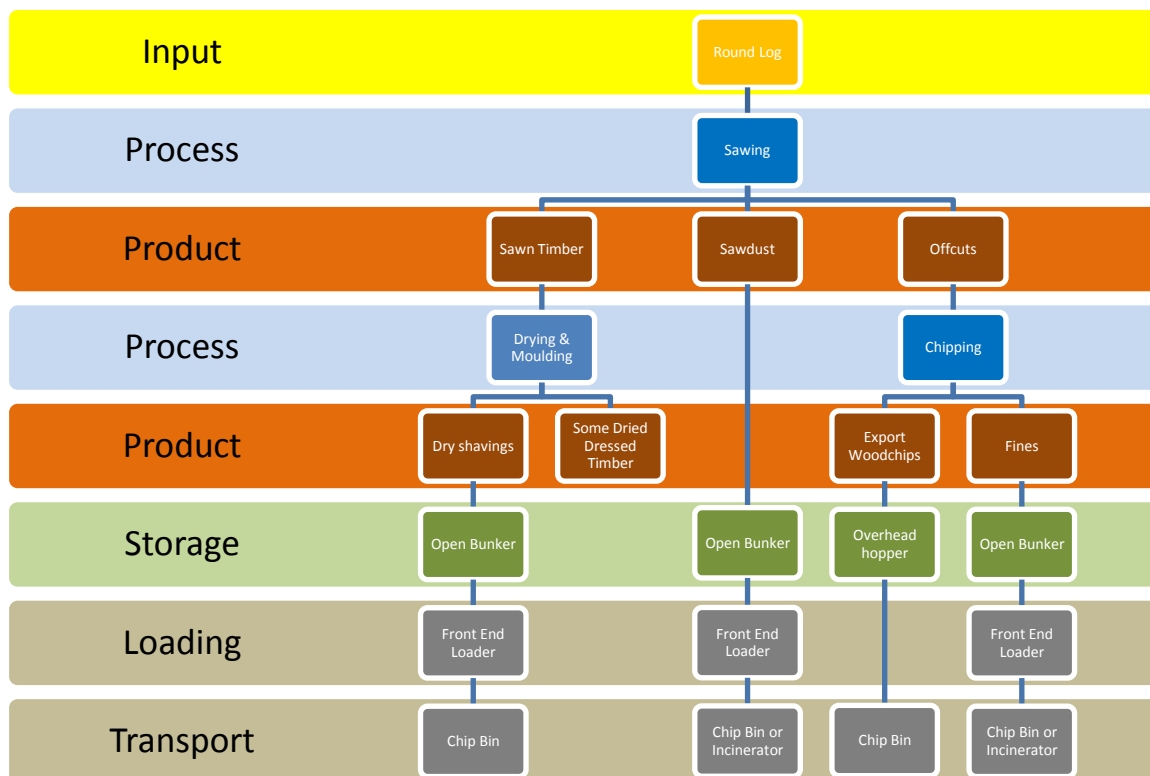 Input
Round Log
Process
Sawing
Product
Sawn Timber
Sawdust
Offcuts
Process
Drying &
Moulding
Chipping
Product
Dry shavings
Some Dried
Dressed
Timber
Export
Woodchips
Fines
Storage
Open Bunker
Open Bunker
Overhead
hopper
Open Bunker
Loading
Front End
Loader
Front End
Loader
Front End
Loader
Transport
Chip Bin
Chip Bin or
Incinerator
Chip Bin
Chip Bin or
Incinerator